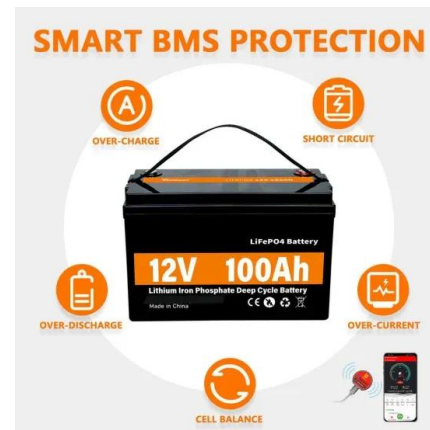 SMART BMS PROTECTION
OVER-CHARGE
SHORT CIRCUIT
LiFePO4 Battery
12V 100Ah
Lithium Iron Phosphate Deep Cycle Battery
Made in China
OVER-DISCHARGE
OVER-CURRENT
CELL BALANCE